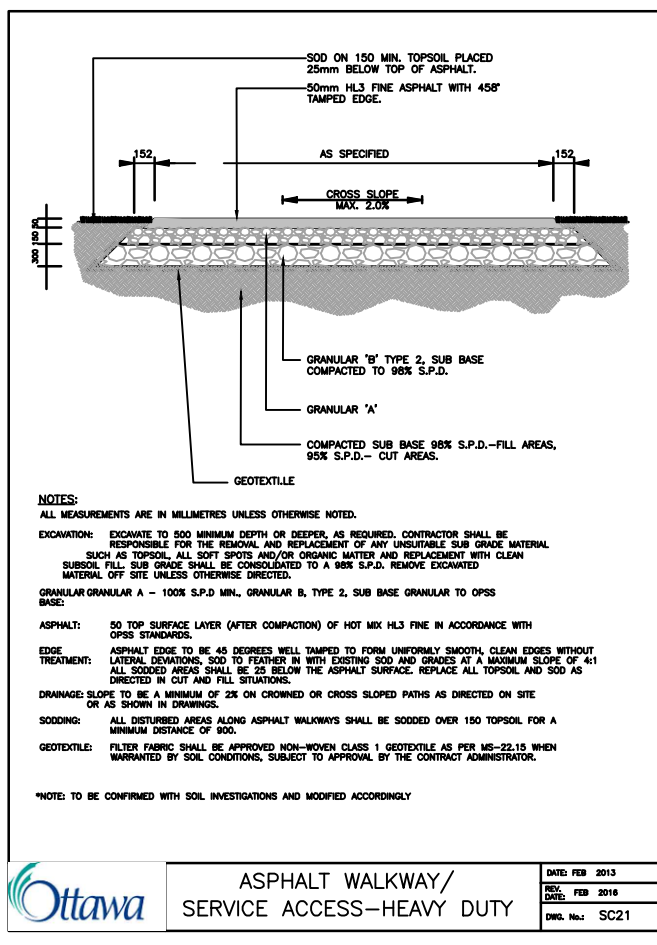 SOD ON 150 MIN. TOPSOIL PLACED
25mm BELOW TOP OF ASPHALT.
50mm HL3 FINE ASPHALT WITH 458°
TAMPED EDGE.
152
AS SPECIFIED
152
CROSS SLOPE
MAX. 2.0%
300 150 50
GRANULAR 'B' TYPE 2, SUB BASE
COMPACTED TO 98% S.P.D.
GRANULAR 'A'
COMPACTED SUB BASE 98% S.P.D.-FILL AREAS,
95% S.P.D.- CUT AREAS.
GEOTEXTILE
NOTES:
ALL MEASUREMENTS ARE IN MILLIMETRES UNLESS OTHERWISE NOTED.
EXCAVATION: EXCAVATE TO 500 MINIMUM DEPTH OR DEEPER, AS REQUIRED. CONTRACTOR SHALL BE
RESPONSIBLE FOR THE REMOVAL AND REPLACEMENT OF ANY UNSUITABLE SUB GRADE MATERIAL
SUCH AS TOPSOIL, ALL SOFT SPOTS AND/OR ORGANIC MATTER AND REPLACEMENT WITH CLEAN
SUBSOIL FILL. SUB GRADE SHALL BE CONSOLIDATED TO A 98% S.P.D. REMOVE EXCAVATED
MATERIAL OFF SITE UNLESS OTHERWISE DIRECTED.
GRANULAR GRANULAR A - 100% S.P.D MIN., GRANULAR B, TYPE 2, SUB BASE GRANULAR TO OPSS
BASE:
ASPHALT: 50 TOP SURFACE LAYER (AFTER COMPACTION) OF HOT MIX HL3 FINE IN ACCORDANCE WITH
OPSS STANDARDS.
EDGE ASPHALT EDGE TO BE 45 DEGREES WELL TAMPED TO FORM UNIFORMLY SMOOTH, CLEAN EDGES WITHOUT
TREATMENT: LATERAL DEVIATIONS, SOD TO FEATHER IN WITH EXISTING SOD AND GRADES AT A MAXIMUM SLOPE OF 4:1
ALL SODDED AREAS SHALL BE 25 BELOW THE ASPHALT SURFACE. REPLACE ALL TOPSOIL AND SOD AS
DIRECTED IN CUT AND FILL SITUATIONS.
DRAINAGE: SLOPE TO BE A MINIMUM OF 2% ON CROWNED OR CROSS SLOPED PATHS AS DIRECTED ON SITE
OR AS SHOWN IN DRAWINGS.
SODDING: ALL DISTURBED AREAS ALONG ASPHALT WALKWAYS SHALL BE SODDED OVER 150 TOPSOIL FOR A
MINIMUM DISTANCE OF 900.
GEOTEXTILE: FILTER FABRIC SHALL BE APPROVED NON-WOVEN CLASS 1 GEOTEXTILE AS PER MS-22.15 WHEN
WARRANTED BY SOIL CONDITIONS, SUBJECT TO APPROVAL BY THE CONTRACT ADMINISTRATOR.
*NOTE: TO BE CONFIRMED WITH SOIL INVESTIGATIONS AND MODIFIED ACCORDINGLY
Ottawa
ASPHALT WALKWAY/
SERVICE ACCESS-HEAVY DUTY
DATE: FEB 2013
REV. DATE: FEB 2016
DWG. No.: SC21